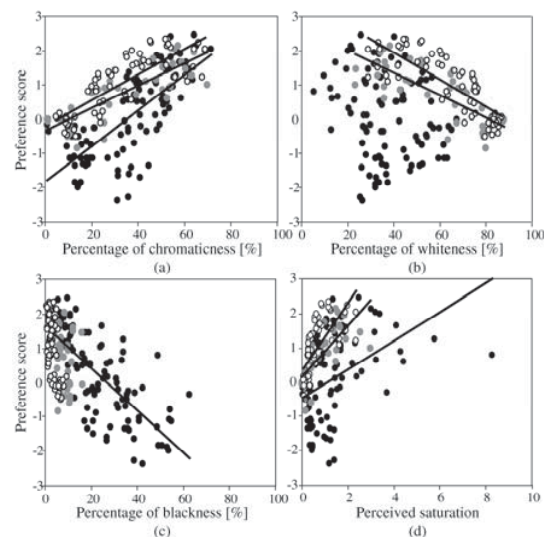 3
3
2
2
1
1
0
0
-1
-1
-2
-2
-3
-3
0 20 40 60 80 100
0 20 40 60 80 100
Preference score
Percentage of chromaticness [%]
Percentage of whiteness [%]
(a)
(b)
3
3
2
2
1
1
0
0
-1
-1
-2
-2
-3
-3
0 20 40 60 80 100
0 2 4 6 8 10
Preference score
Percentage of blackness [%]
Perceived saturation
(c)
(d)